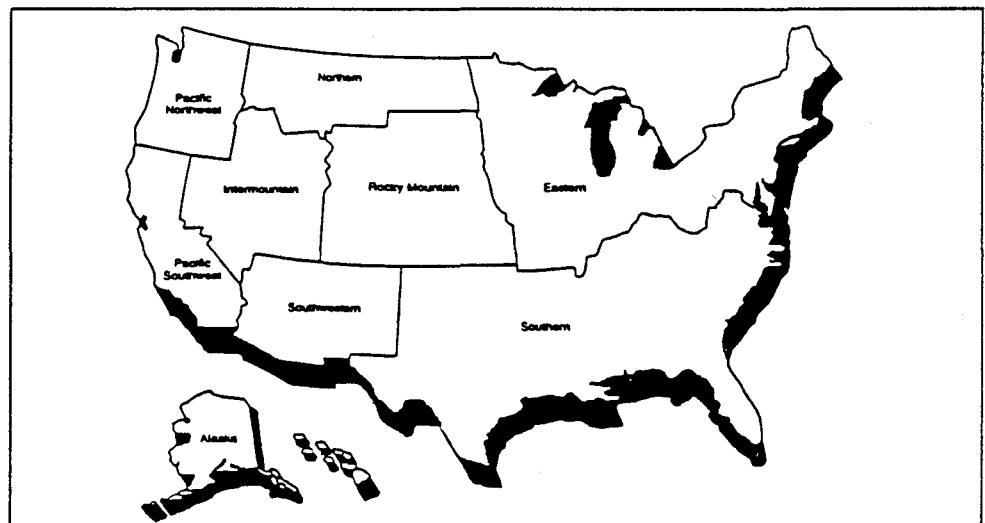 Northern
Pacific
Northwest
Intermountain
Rocky Mountain
Eastern
Pacific
Southwest
Southwestern
Southern
Alaska